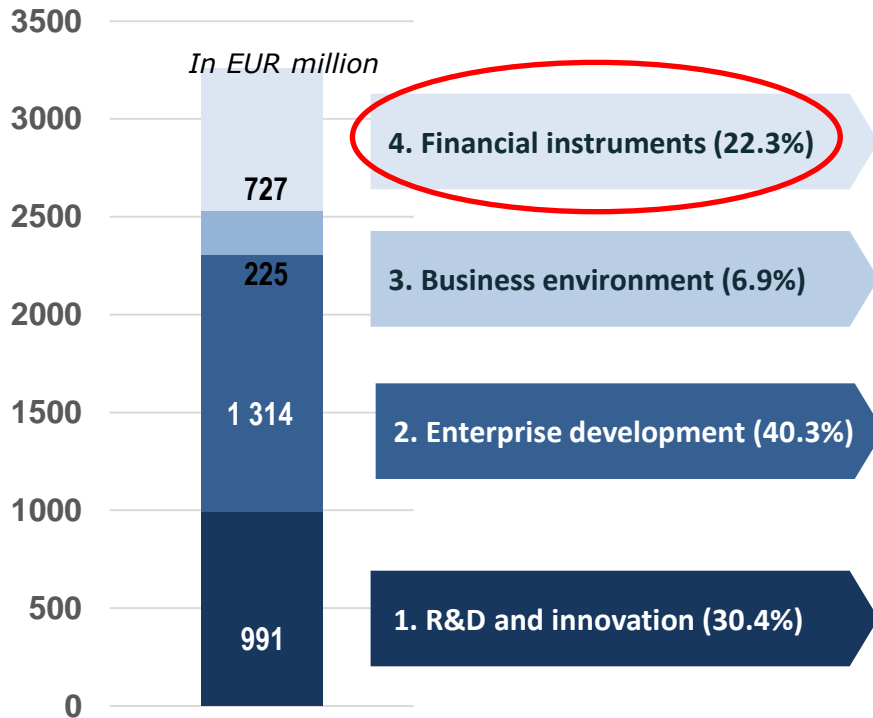 3500
In EUR million
3000
4. Financial instruments (22.3%)
727
2500
3. Business environment (6.9%)
225
2000
1500
1 314
2. Enterprise development (40.3%)
1000
500
991
1. R&D and innovation (30.4%)
0